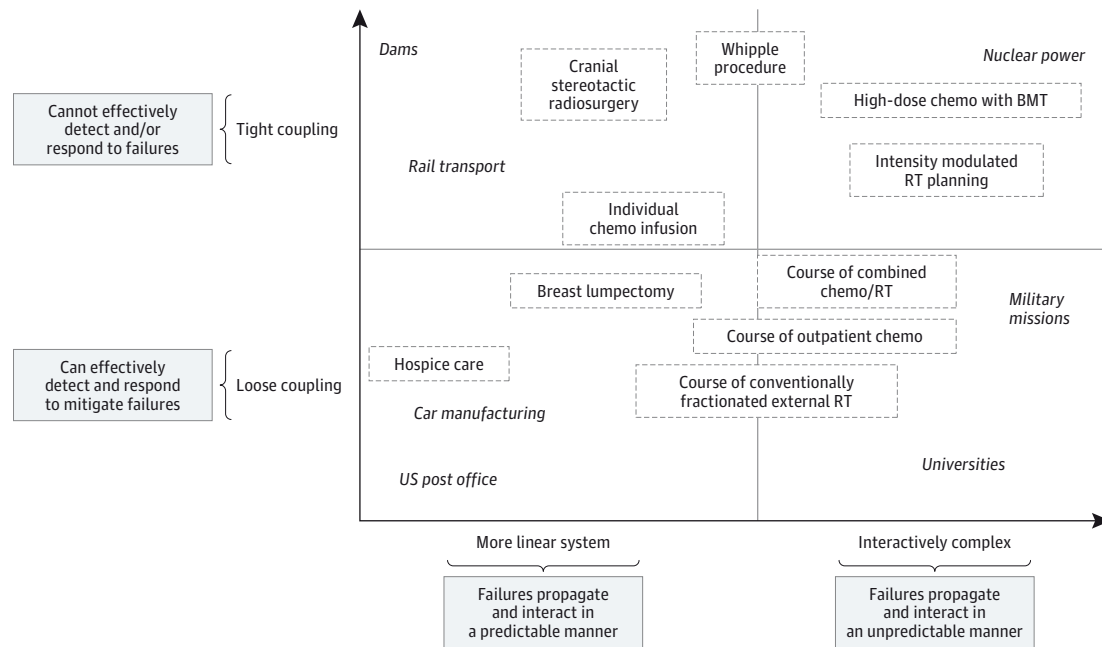 Dams
Whipple
procedure
Nuclear power
Cranial
stereotactic
radiosurgery
High-dose chemo with BMT
Cannot effectively
detect and/or
respond to failures
Tight coupling
Rail transport
Intensity modulated
RT planning
Individual
chemo infusion
Course of combined
chemo/RT
Breast lumpectomy
Military
missions
Course of outpatient chemo
Can effectively
detect and respond
to mitigate failures
Loose coupling
Hospice care
Course of conventionally
fractionated external RT
Car manufacturing
Universities
US post office
More linear system
Interactively complex
Failures propagate
and interact in
a predictable manner
Failures propagate
and interact in
an unpredictable manner